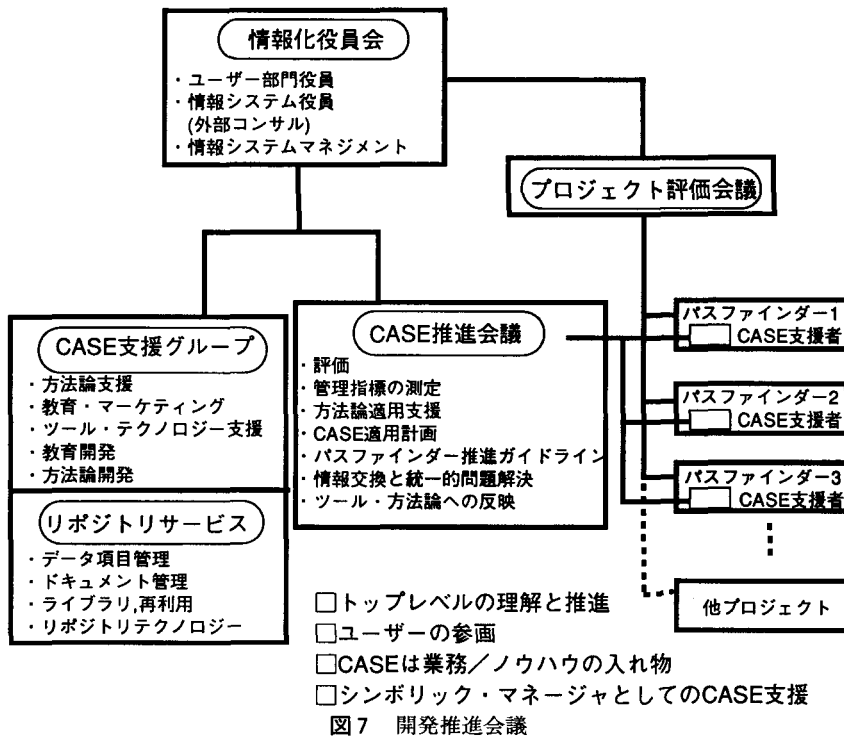 情報化役員会
・ユーザー部門役員
・情報システム役員
(外部コンサル)
・情報システムマネジメント
プロジェクト評価会議
CASE支援グループ
・方法論支援
・教育・マーケティング
・ツール・テクノロジー支援
・教育開発
・方法論開発
リポジトリサービス
・データ項目管理
・ドキュメント管理
・ライブラリ,再利用
・リポジトリテクノロジー
CASE推進会議
・評価
・管理指標の測定
・方法論適用支援
・CASE適用計画
・パスファインダー推進ガイドライン
・情報交換と統一的問題解決
・ツール・方法論への反映
パスファインダー1
CASE支援者
パスファインダー2
CASE支援者
パスファインダー3
CASE支援者
他プロジェクト
□トップレベルの理解と推進
□ユーザーの参画
□CASEは業務／ノウハウの入れ物
□シンボリック・マネージャとしてのCASE支援
図7 開発推進会議